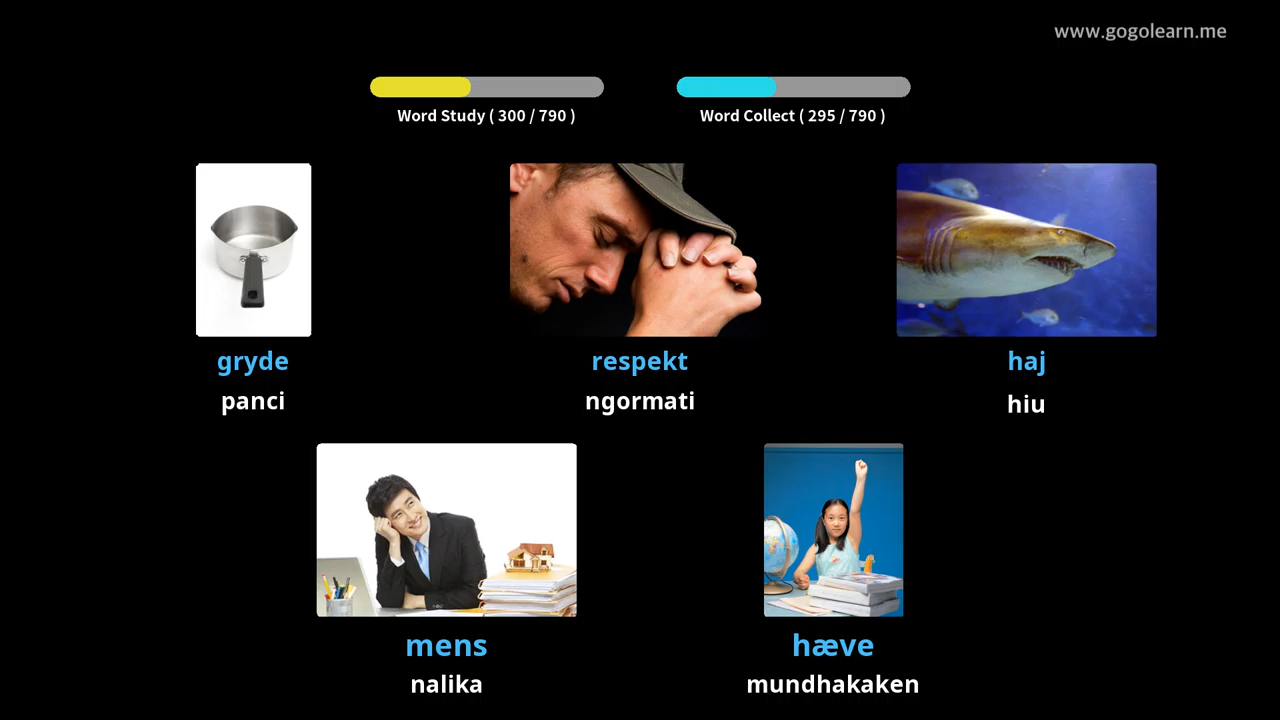 www.gogolearn.me
Word Study ( 300 / 790 )
Word Collect ( 295 / 790 )
gryde
panci
respekt
ngormati
haj
hiu
mens
nalika
hæve
mundhakaken